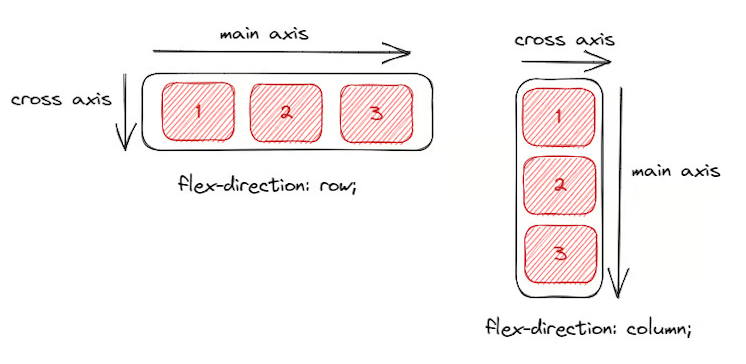 main axis
cross axis
1 2 3
flex-direction: row;
cross axis
1
2
3
main axis
flex-direction: column;